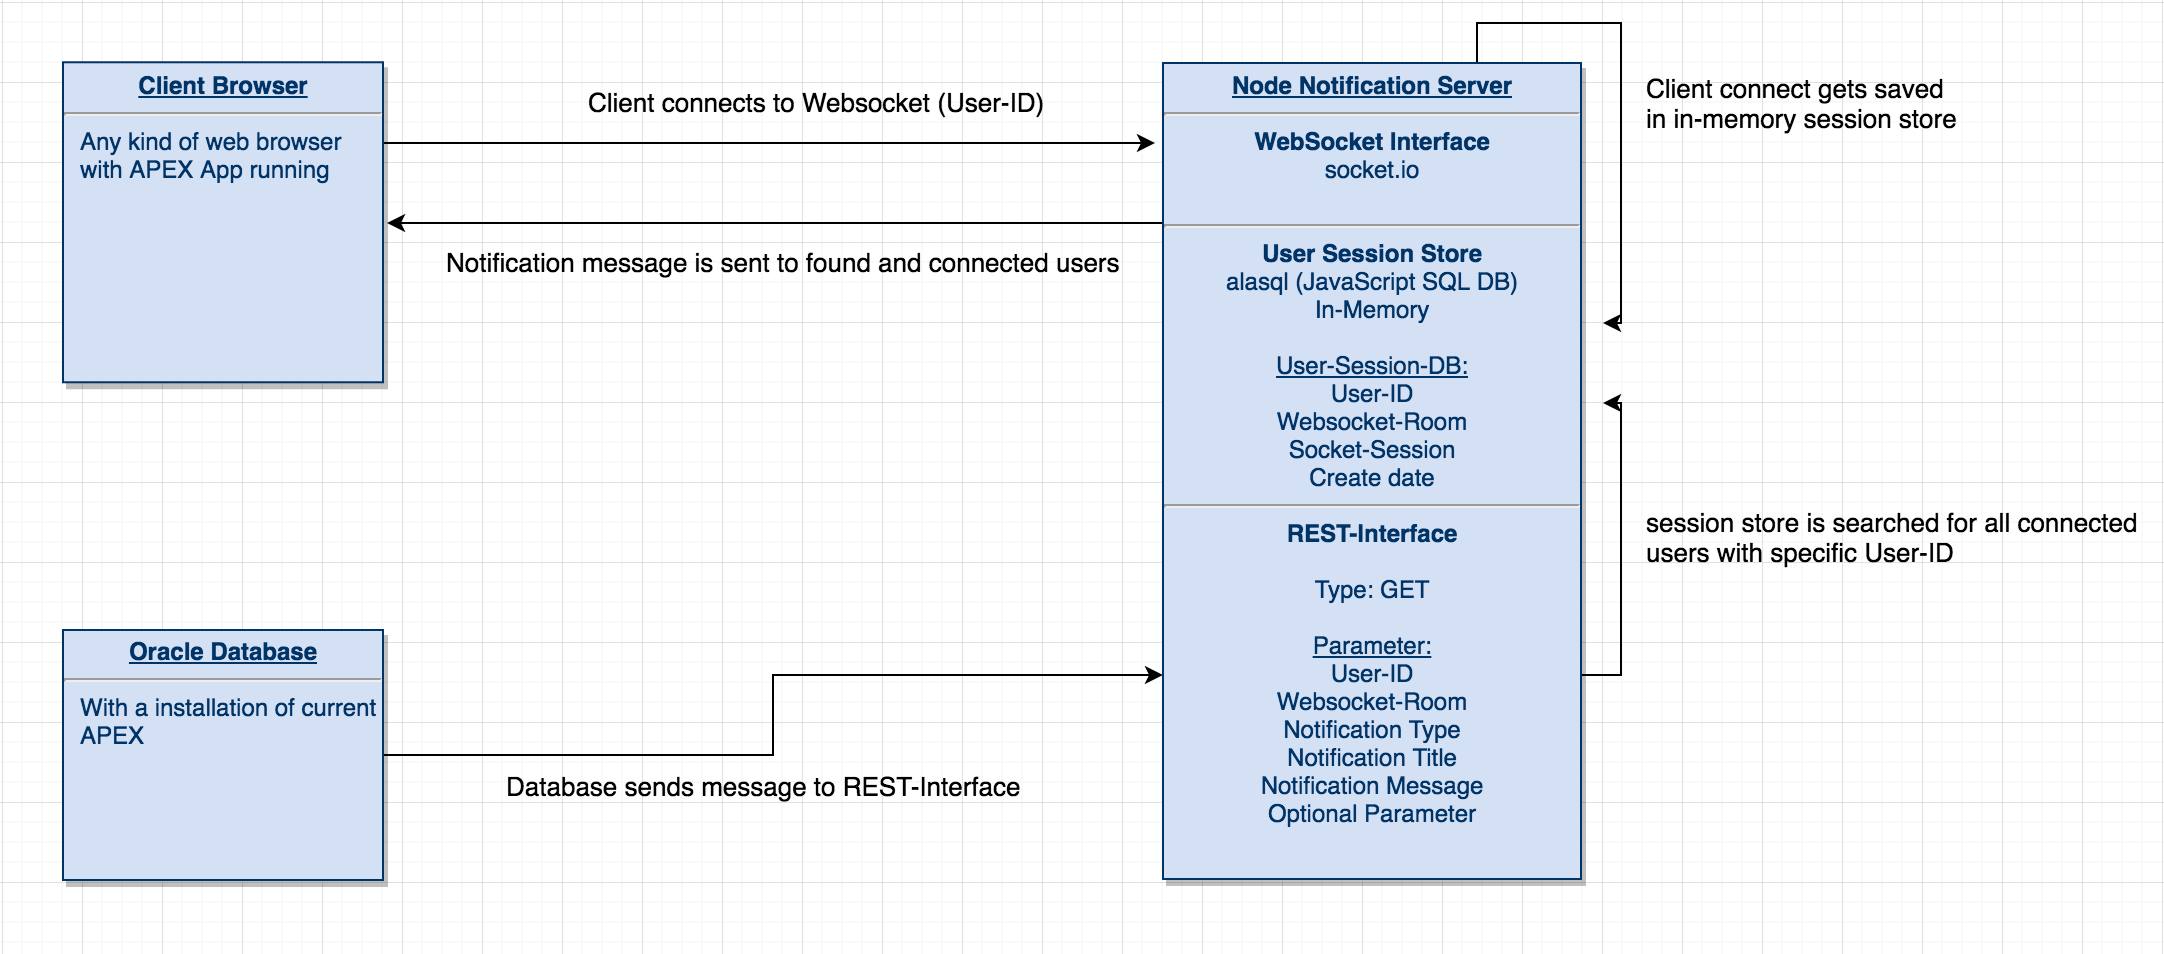 Client Browser
Any kind of web browser
with APEX App running
Client connects to Websocket (User-ID)
Notification message is sent to found and connected users
Node Notification Server
WebSocket Interface
socket.io
User Session Store
alasql (JavaScript SQL DB)
In-Memory
User-Session-DB:
User-ID
Websocket-Room
Socket-Session
Create date
REST-Interface
Type: GET
Parameter:
User-ID
Websocket-Room
Notification Type
Notification Title
Notification Message
Optional Parameter
Client connect gets saved
in in-memory session store
session store is searched for all connected
users with specific User-ID
Oracle Database
With a installation of current
APEX
Database sends message to REST-Interface